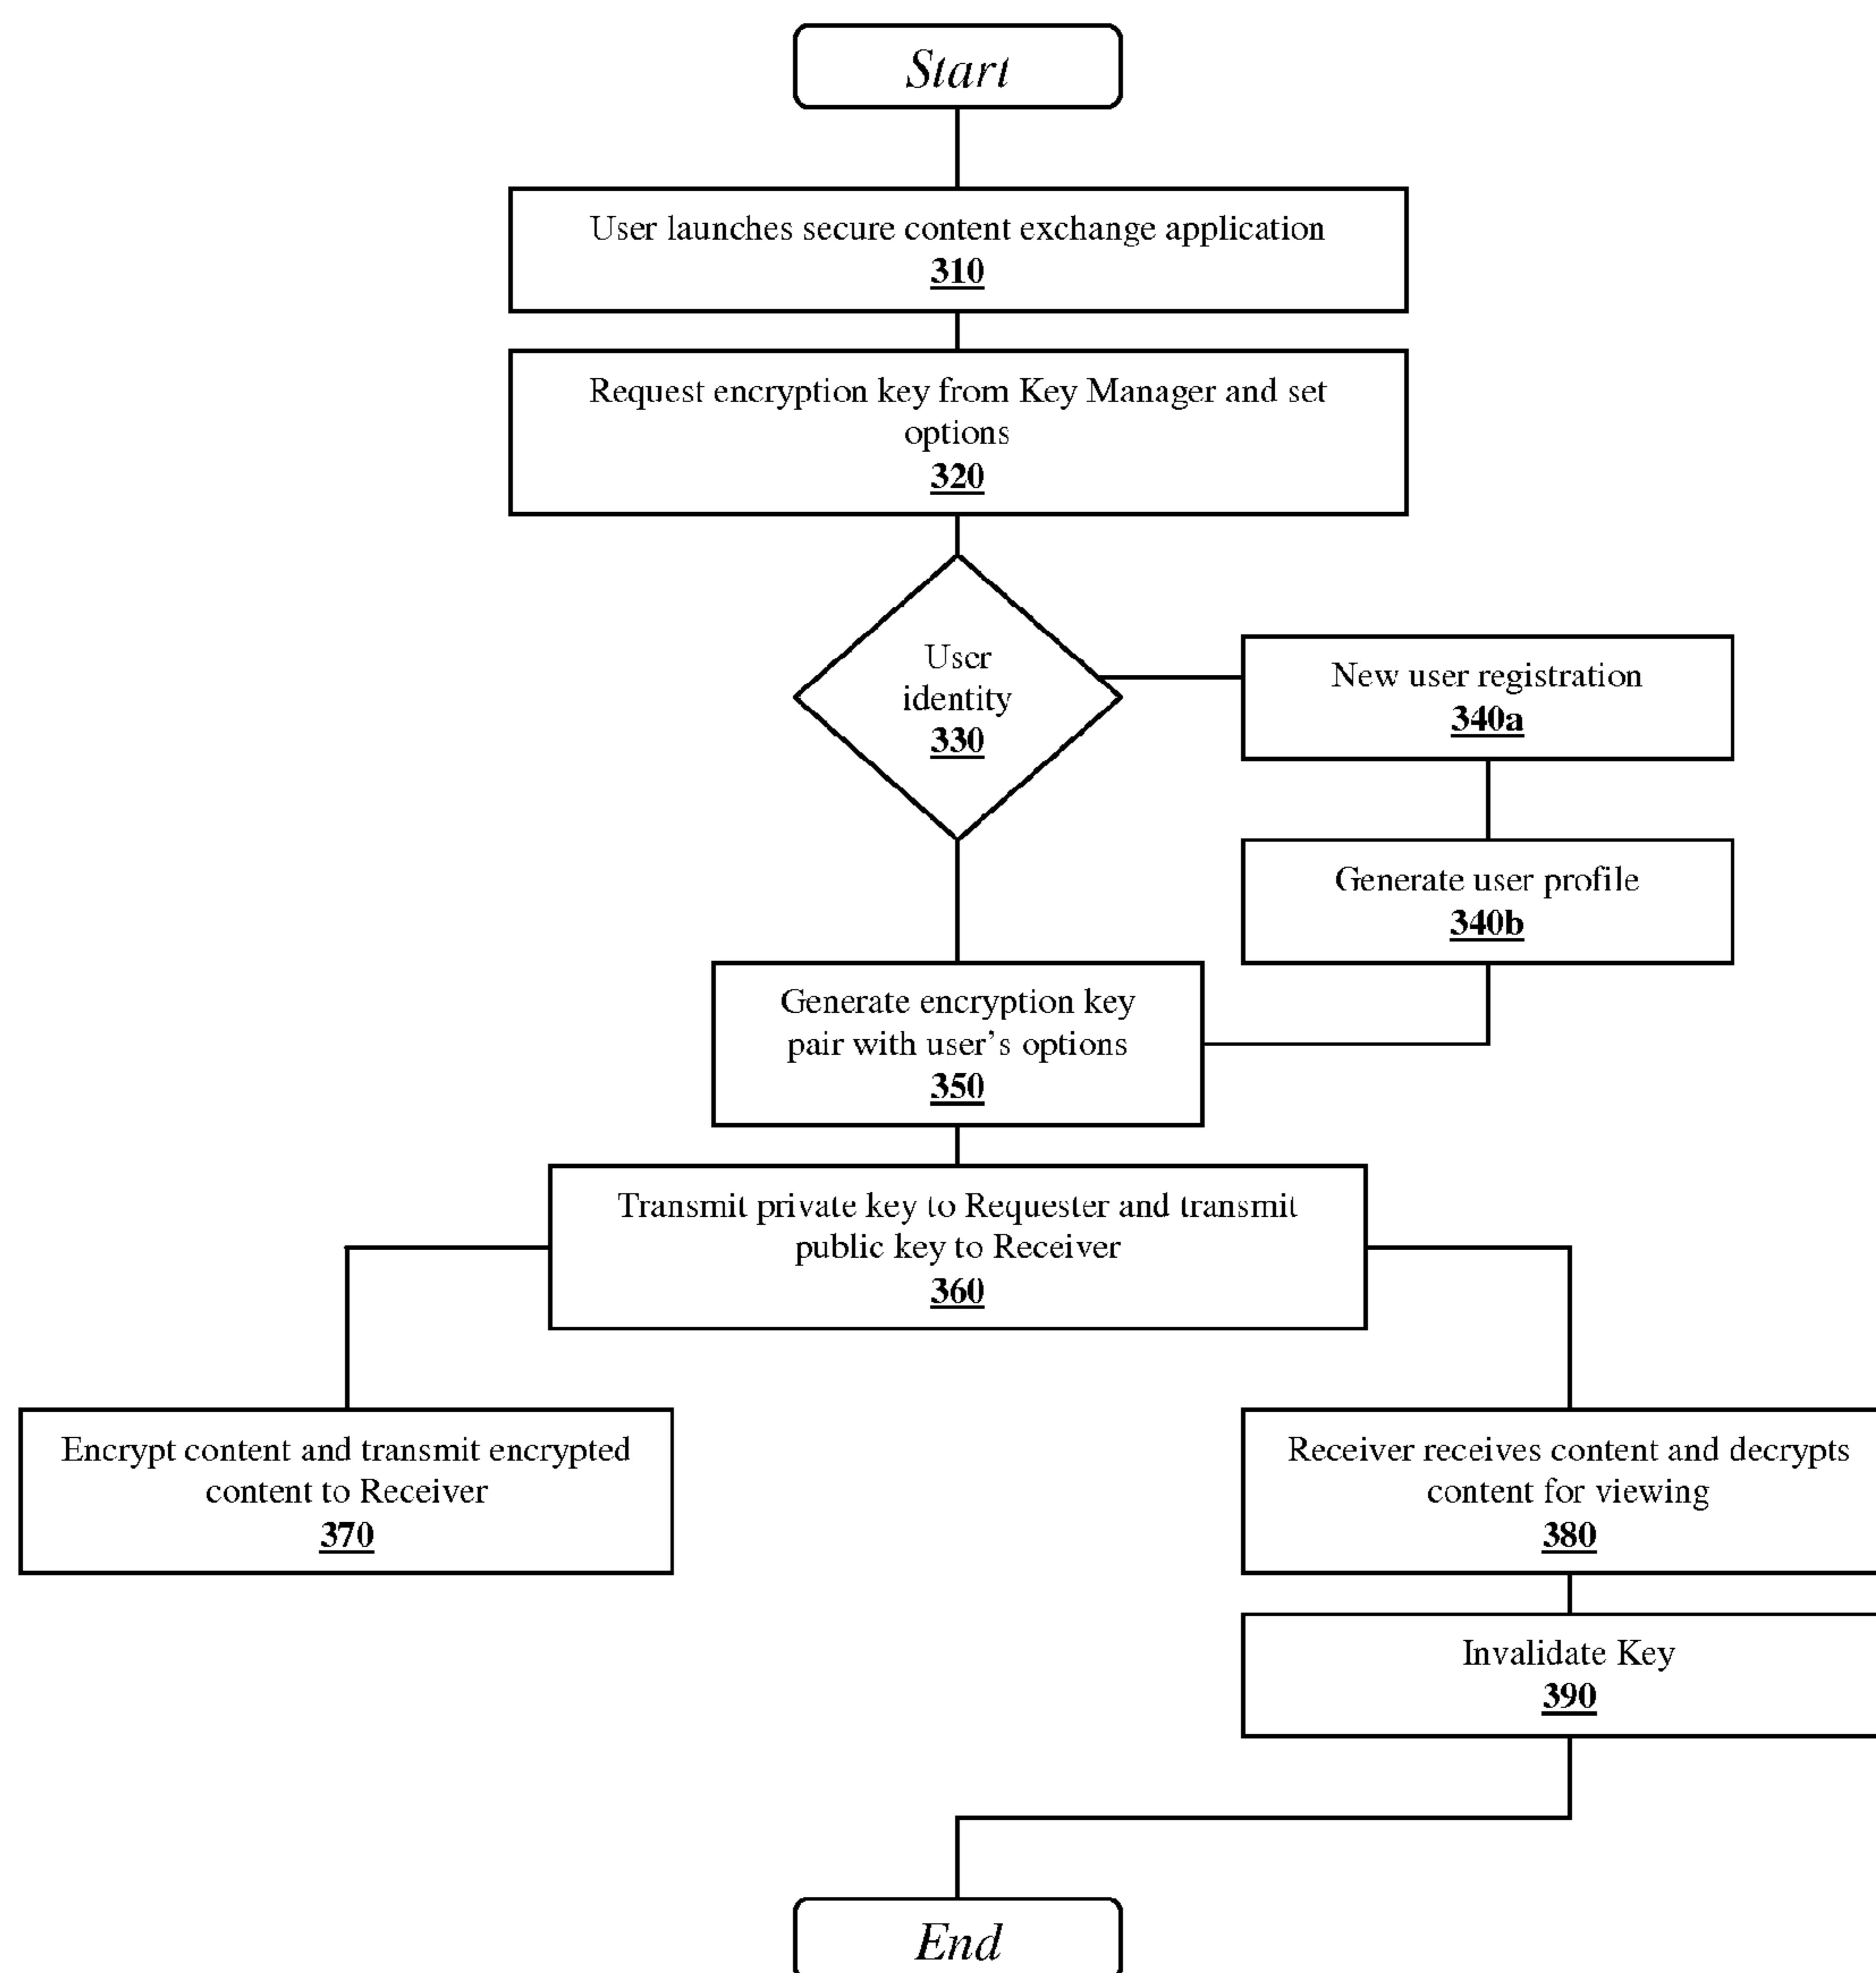 Start
User launches secure content exchange application
310
Request encryption key from Key Manager and set
options
320
User
identity
330
New user registration
340a
Generate user profile
340b
Generate encryption key
pair with user's options
350
Transmit private key to Requester and transmit
public key to Receiver
360
Encrypt content and transmit encrypted
content to Receiver
370
Receiver receives content and decrypts
content for viewing
380
Invalidate Key
390
End